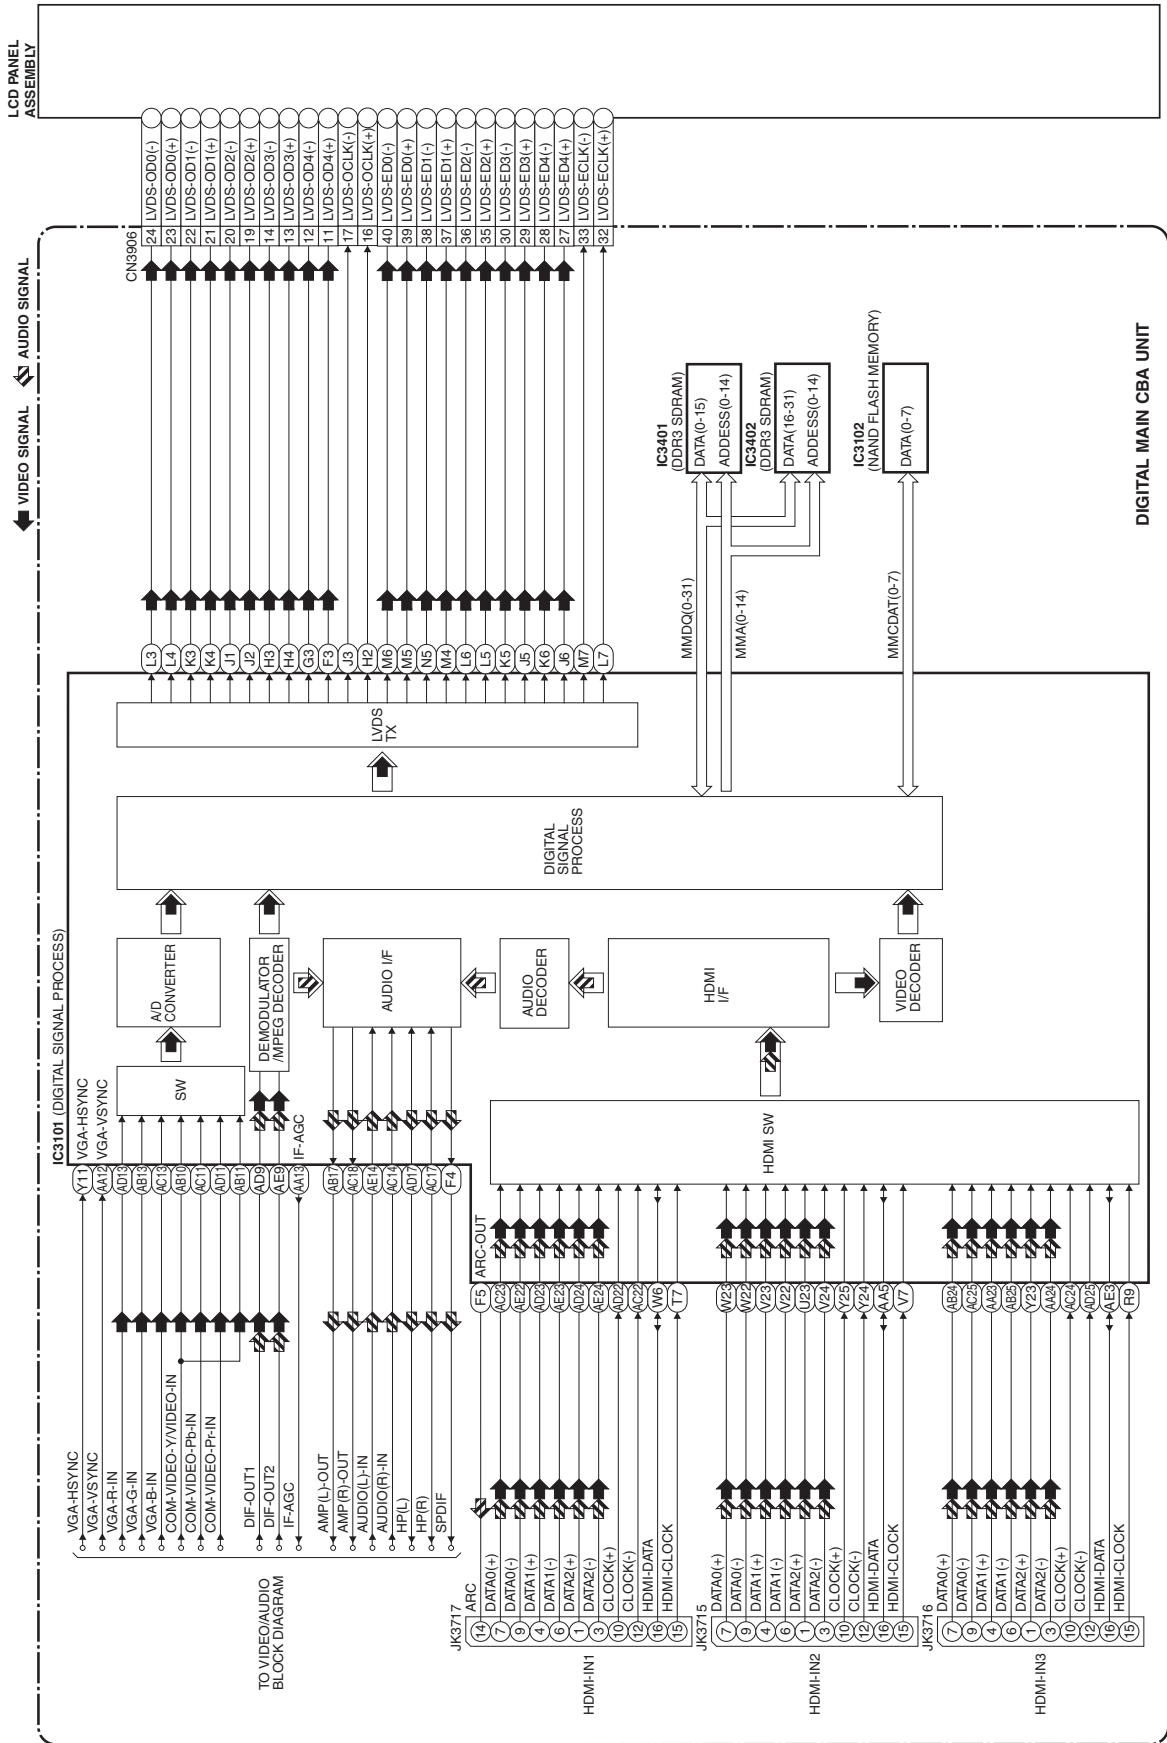 LCD PANEL
ASSEMBLY
VIDEO SIGNAL
AUDIO SIGNAL
CN3906
24 LVDS-OD0(-)
23 LVDS-OD0(+)
22 LVDS-OD1(-)
21 LVDS-OD1(+)
20 LVDS-OD2(-)
19 LVDS-OD2(+)
14 LVDS-OD3(-)
13 LVDS-OD3(+)
12 LVDS-OD4(-)
11 LVDS-OD4(+)
17 LVDS-OCLK(-)
16 LVDS-OCLK(+)
40 LVDS-ED0(-)
39 LVDS-ED0(+)
38 LVDS-ED1(-)
37 LVDS-ED1(+)
36 LVDS-ED2(-)
35 LVDS-ED2(+)
30 LVDS-ED3(-)
29 LVDS-ED3(+)
28 LVDS-ED4(-)
27 LVDS-ED4(+)
33 LVDS-ECLK(-)
32 LVDS-ECLK(+)
L3
L4
K3
K4
J1
J2
H3
H4
G3
F3
J3
H2
M6
M5
N5
M4
L6
L5
K5
J5
K6
J6
M7
L7
IC3401
(DDR3 SDRAM)
DATA(0-15)
ADDESS(0-14)
IC3402
(DDR3 SDRAM)
DATA(16-31)
ADDESS(0-14)
IC3102
(NAND FLASH MEMORY)
DATA(0-7)
MMDQ(0-31)
MMA(0-14)
MMCDAT(0-7)
DIGITAL MAIN CBA UNIT
IC3101 (DIGITAL SIGNAL PROCESS)
LVDS
TX
DIGITAL
SIGNAL
PROCESS
A/D
CONVERTER
DEMODULATOR
/MPEG DECODER
AUDIO I/F
AUDIO
DECODER
HDMI
I/F
VIDEO
DECODER
SW
HDMI SW
VGA-HSYNC
VGA-VSYNC
IF-AGC
ARC-OUT
Y11
AA12
AD13
AB13
AC13
AB10
AC11
AD11
AB11
AD9
AE9
AA13
AB17
AC18
AE14
AC14
AD17
AC17
F4
F5
AC23
AE22
AD23
AE23
AD24
AE24
AD22
AC22
W6
T7
W23
W22
V23
V22
U23
V24
Y25
Y24
AA5
V7
AB24
AC25
AA23
AB25
Y23
AA24
AC24
AD25
AE3
R9
TO VIDEO/AUDIO
BLOCK DIAGRAM
VGA-HSYNC
VGA-VSYNC
VGA-R-IN
VGA-G-IN
VGA-B-IN
COM-VIDEO-Y/VIDEO-IN
COM-VIDEO-Pb-IN
COM-VIDEO-Pr-IN
DIF-OUT1
DIF-OUT2
IF-AGC
AMP(L)-OUT
AMP(R)-OUT
AUDIO(L)-IN
AUDIO(R)-IN
HP(L)
HP(R)
SPDIF
JK3717
HDMI-IN1
14 ARC
7 DATA0(+)
9 DATA0(-)
4 DATA1(+)
6 DATA1(-)
1 DATA2(+)
3 DATA2(-)
10 CLOCK(+)
12 CLOCK(-)
16 HDMI-DATA
15 HDMI-CLOCK
JK3715
HDMI-IN2
7 DATA0(+)
9 DATA0(-)
4 DATA1(+)
6 DATA1(-)
1 DATA2(+)
3 DATA2(-)
10 CLOCK(+)
12 CLOCK(-)
16 HDMI-DATA
15 HDMI-CLOCK
JK3716
HDMI-IN3
7 DATA0(+)
9 DATA0(-)
4 DATA1(+)
6 DATA1(-)
1 DATA2(+)
3 DATA2(-)
10 CLOCK(+)
12 CLOCK(-)
16 HDMI-DATA
15 HDMI-CLOCK